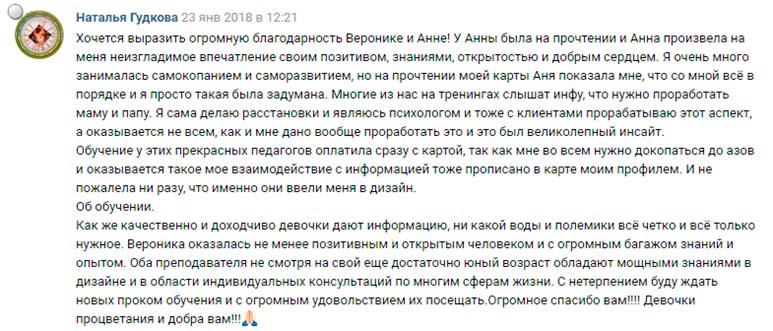 Наталья Гудкова 23 янв 2018 в 12:21
Хочется выразить огромную благодарность Веронике и Анне! У Анны была на прочтении и Анна произвела на
меня неизгладимое впечатление своим позитивом, знаниями, открытостью и добрым сердцем. Я очень много
занималась самокопанием и саморазвитием, но на прочтении моей карты Аня показала мне, что со мной всё в
порядке и я просто такая была задумана. Многие из нас на тренингах слышат инфу, что нужно проработать
маму и папу. Я сама делаю расстановки и являюсь психологом и тоже с клиентами прорабатываю этот аспект,
а оказывается не всем, как и мне дано вообще проработать это и это был великолепный инсайт.
Обучение у этих прекрасных педагогов оплатила сразу с картой, так как мне во всем нужно докопаться до азов
и оказывается такое мое взаимодействие с информацией тоже прописано в карте моим профилем. И не
пожалела ни разу, что именно они ввели меня в дизайн.
Об обучении.
Как же качественно и доходчиво девочки дают информацию, ни какой воды и полемики всё четко и всё только
нужное. Вероника оказалась не менее позитивным и открытым человеком и с огромным багажом знаний и
опытом. Оба преподавателя не смотря на свой еще достаточно юный возраст обладают мощными знаниями в
дизайне и в области индивидуальных консультаций по многим сферам жизни. С нетерпением буду ждать
новых проком обучения и с огромным удовольствием их посещать.Огромное спасибо вам!!!! Девочки
процветания и добра вам!!!🙏